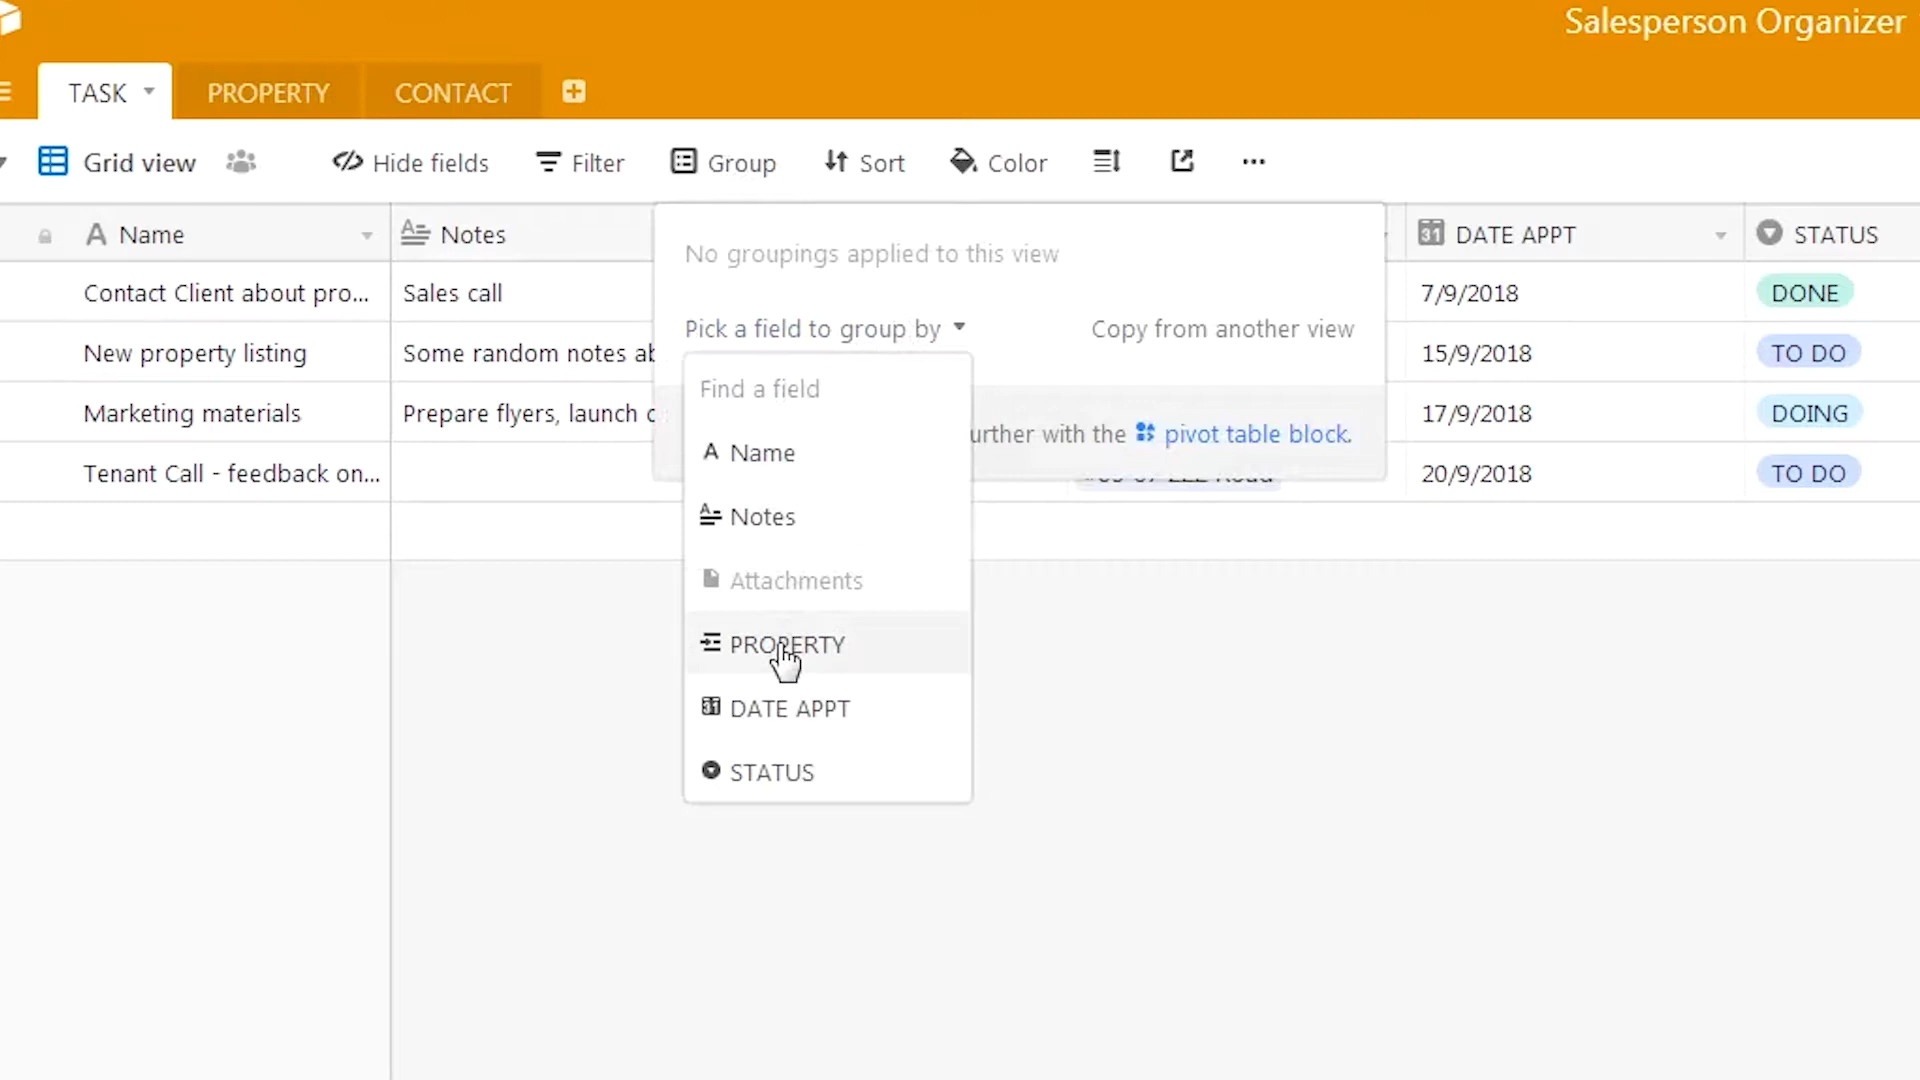 Salesperson Organizer
TASK PROPERTY CONTACT
Grid view Hide fields Filter Group Sort Color
Name Notes DATE APPT STATUS
No groupings applied to this view
Contact Client about pro... Sales call 7/9/2018 DONE
Pick a field to group by Copy from another view
New property listing Some random notes ab 15/9/2018 TO DO
Find a field
Marketing materials Prepare flyers, launch 17/9/2018 DOING
further with the pivot table block.
Name
Tenant Call - feedback on... 20/9/2018 TO DO
Notes
Attachments
PROPERTY
DATE APPT
STATUS